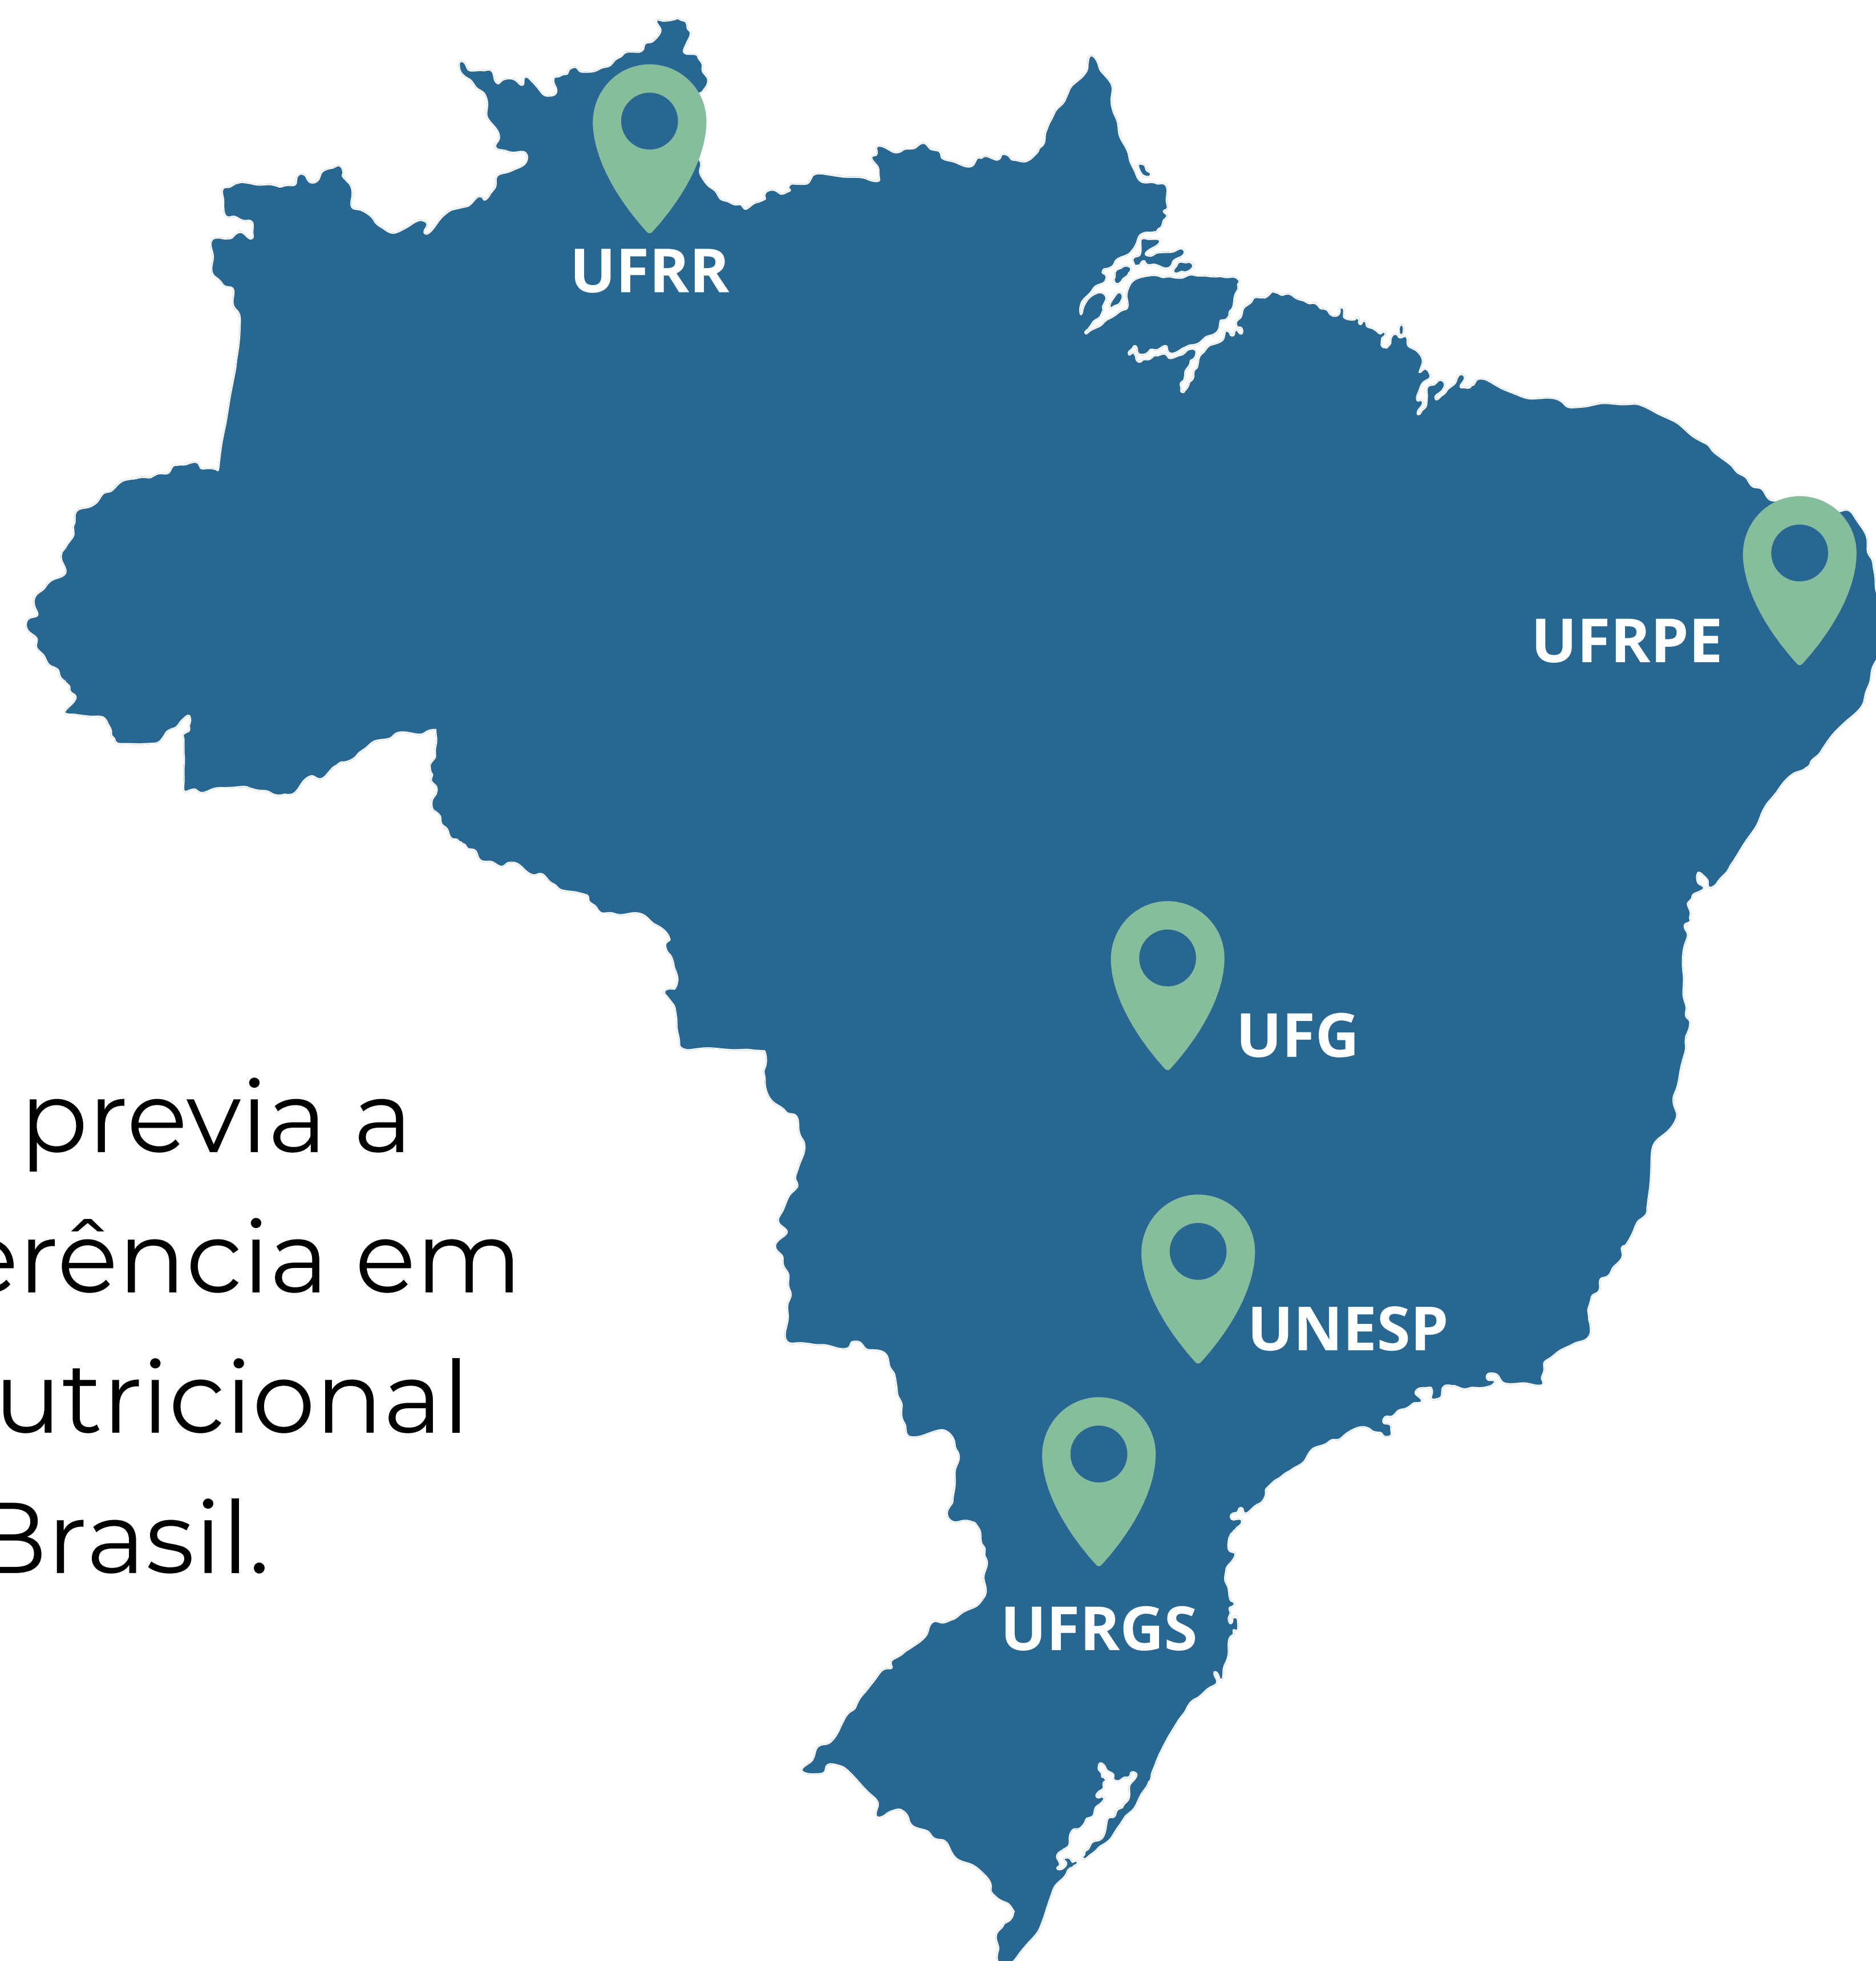 UFRR
UFRPE
UFG
previa a
erência em
UNESP
utricional
Brasil.
UFRGS